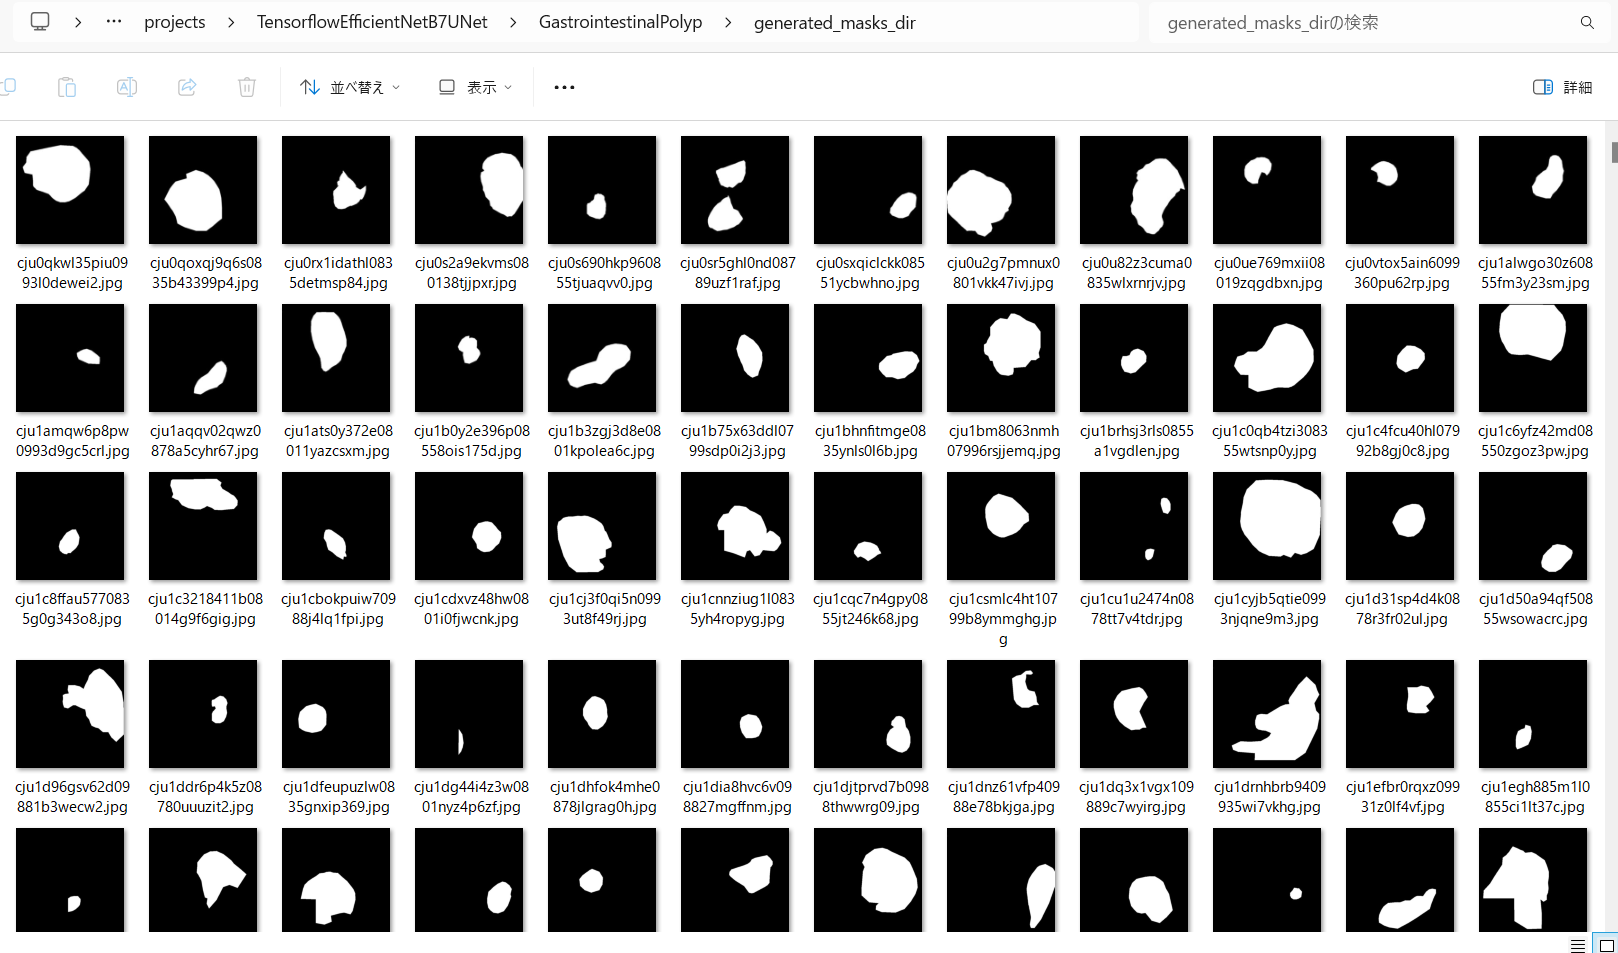 projects > TensorflowEfficientNetB7UNet > GastrointestinalPolyp > generated_masks_dir
generated_masks_dirの検索
並べ替え
表示
詳細
cju0qkwl35piu0993l0dewei2.jpg
cju0qoxqj9q6s0835b43399p4.jpg
cju0rx1idathl0835detmsp84.jpg
cju0s2a9ekvms080138tjjpxr.jpg
cju0s690hkp960855tjuaqvv0.jpg
cju0sr5ghl0nd08789uzf1raf.jpg
cju0sxqiclckk08551ycbwhno.jpg
cju0u2g7pmnux0801vkk47ivj.jpg
cju0u82z3cuma0835wlxrnrjv.jpg
cju0ue769mxii08019zqgdbxn.jpg
cju0vtox5ain6099360pu62rp.jpg
cju1alwgo30z60855fm3y23sm.jpg
cju1amqw6p8pw0993d9gc5crl.jpg
cju1aqqv02qwz0878a5cyhr67.jpg
cju1ats0y372e08011yazcsxm.jpg
cju1b0y2e396p08558ois175d.jpg
cju1b3zgj3d8e0801kpolea6c.jpg
cju1b75x63ddl0799sdp0i2j3.jpg
cju1bhnfitmge0835ynls0l6b.jpg
cju1bm8063nmh07996rsjjemq.jpg
cju1brhsj3rls0855a1vgdlen.jpg
cju1c0qb4tzi308355wtsnp0y.jpg
cju1c4fcu40hl07992b8gj0c8.jpg
cju1c6yfz42md08550zgoz3pw.jpg
cju1c8ffau5770835g0g343o8.jpg
cju1c3218411b08014g9f6gig.jpg
cju1cbokpuiw70988j4lq1fpi.jpg
cju1cdxvz48hw0801i0fjwcnk.jpg
cju1cj3f0qi5n0993ut8f49rj.jpg
cju1cnnziug1l0835yh4ropyg.jpg
cju1cqc7n4gpy0855jt246k68.jpg
cju1csmlc4ht10799b8ymmghg.jpg
cju1cu1u2474n0878tt7v4tdr.jpg
cju1cyjb5qtie0993njqne9m3.jpg
cju1d31sp4d4k0878r3fr02ul.jpg
cju1d50a94qf50855wsowacrc.jpg
cju1d96gsv62d09881b3wecw2.jpg
cju1ddr6p4k5z08780uuuzit2.jpg
cju1dfeupuzlw0835gnxip369.jpg
cju1dg44i4z3w0801nyz4p6zf.jpg
cju1dhfok4mhe0878jlgrag0h.jpg
cju1dia8hvc6v098827mgffnm.jpg
cju1djtprvd7b0988thwwrg09.jpg
cju1dnz61vfp40988e78bkjga.jpg
cju1dq3x1vgx109889c7wyirg.jpg
cju1drnhbrb9409935wi7vkhg.jpg
cju1efbr0rqxz09931z0lf4vf.jpg
cju1egh885m1l0855ci1lt37c.jpg